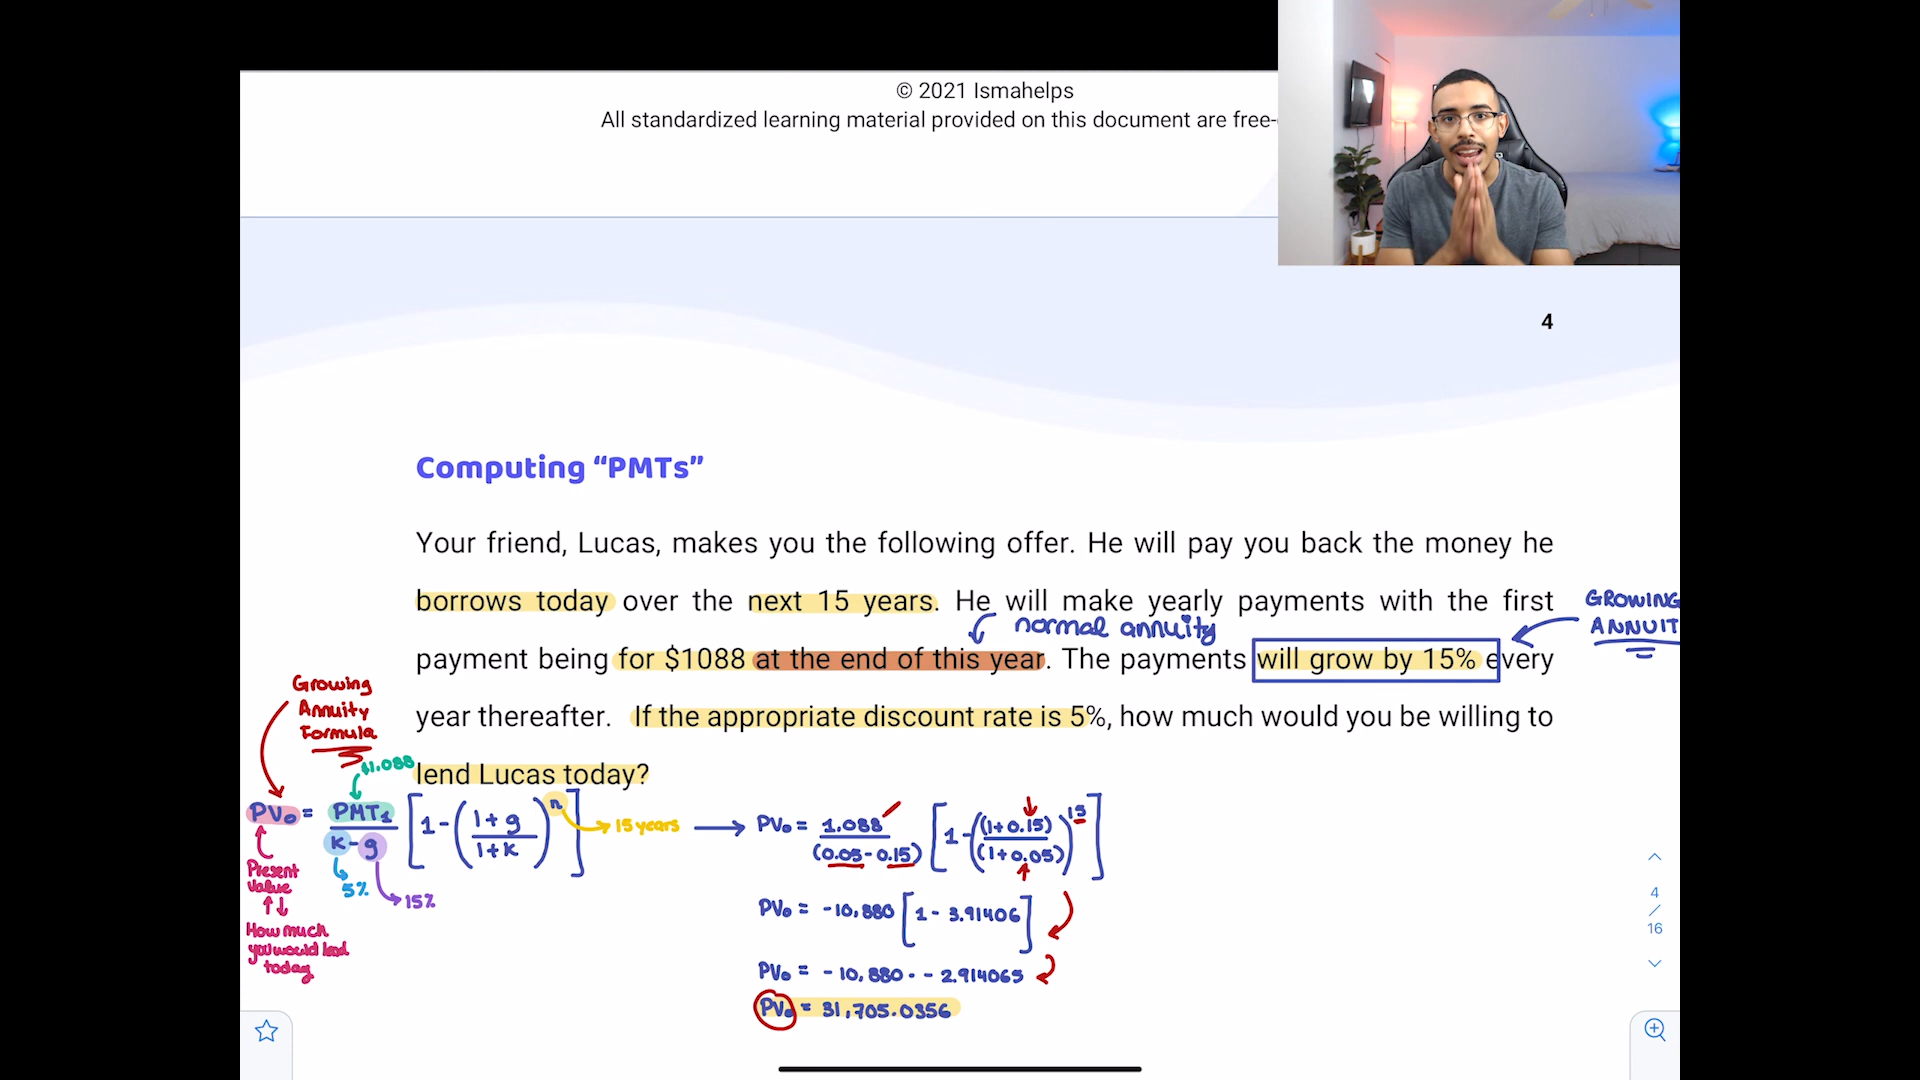 © 2021 Ismahelps
All standardized learning material provided on this document are free-
4
Computing “PMTs”
Your friend, Lucas, makes you the following offer. He will pay you back the money he
borrows today over the next 15 years. He will make yearly payments with the first
normal annuity
GROWING
ANNUIT
payment being for $1088 at the end of this year. The payments will grow by 15% every
year thereafter. If the appropriate discount rate is 5%, how much would you be willing to
lend Lucas today?
Growing
Annuity
Formula
$1.088
PV₀ = PMT₁ / (k - g) [1 - ((1+g) / (1+k))ⁿ]
15 years
Present
Value
5%
15%
How much
you would lend
today
PV₀ = 1.088 / (0.05 - 0.15) [1 - ((1+0.15) / (1+0.05))¹⁵]
PV₀ = -10,880 [1 - 3.91406]
PV₀ = -10,880 · - 2.914065
PV₀ = 31,705.0356
4
/
16